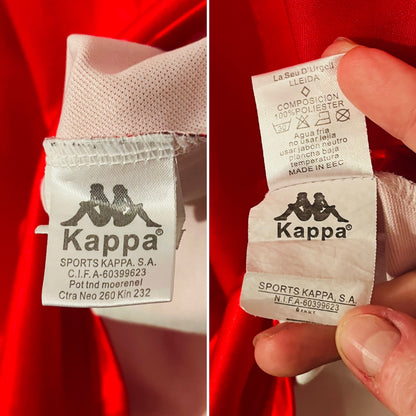 Kappa®
SPORTS KAPPA, S.A.
C.I.F.A-60399623
Pot tnd moerenel
Ctra Neo 260 Kin 232
La Seu D'Urgell
LLEIDA
COMPOSICION
100%POLIESTER
Agua fria
no usar lejia
usar jabon neutro
plancha baja
temperatura
MADE IN EEC
Kappa®
SPORTS KAPPA, S.A.
N.I.F.A-60399623